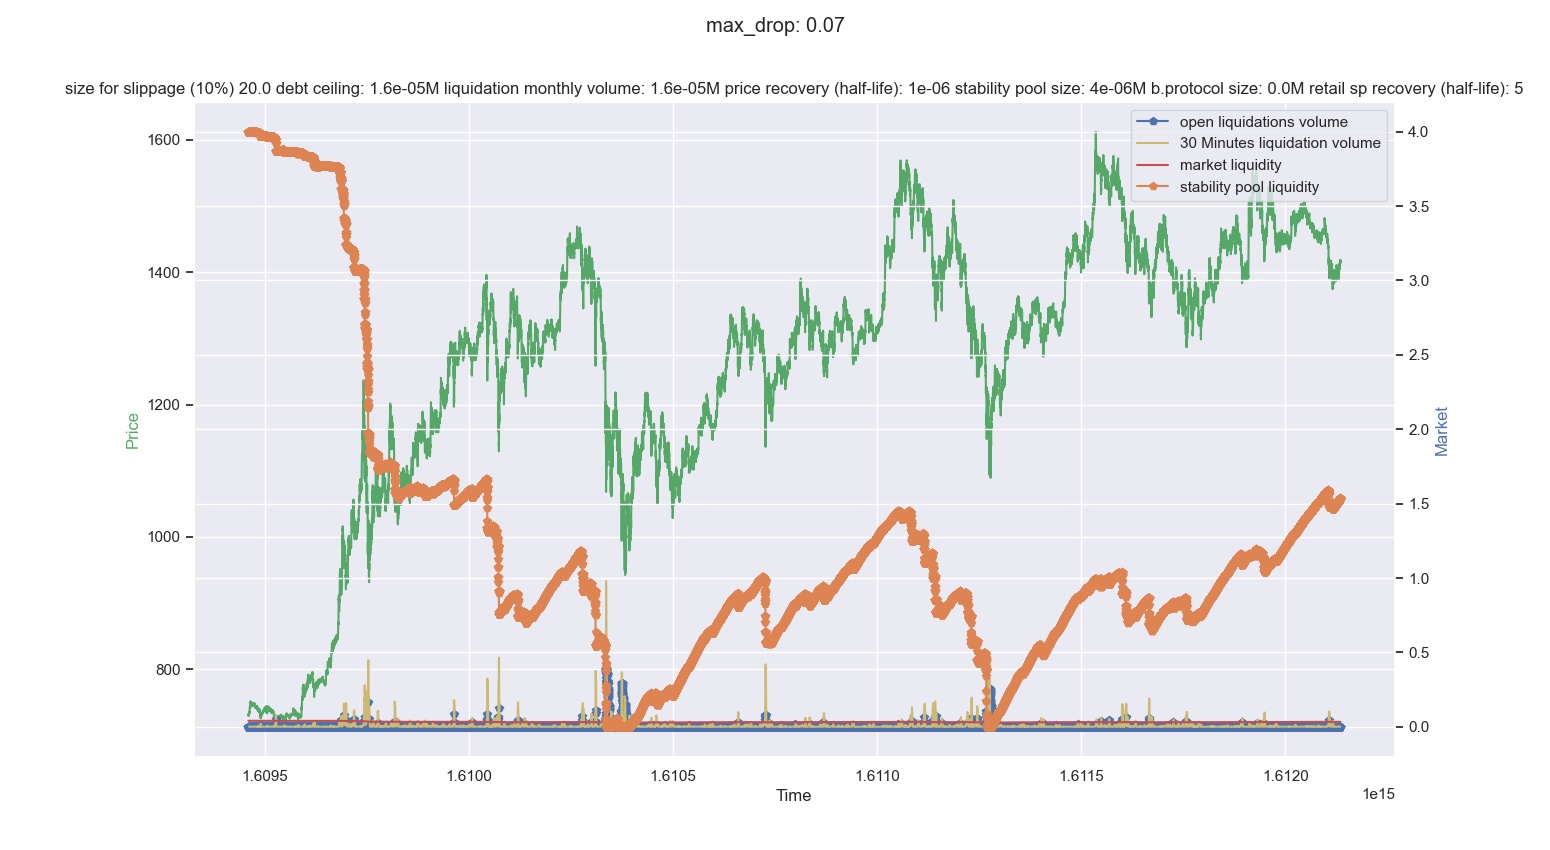 max_drop: 0.07
size for slippage (10%) 20.0 debt ceiling: 1.6e-05M liquidation monthly volume: 1.6e-05M price recovery (half-life): 1e-06 stability pool size: 4e-06M b.protocol size: 0.0M retail sp recovery (half-life): 5
open liquidations volume
30 Minutes liquidation volume
market liquidity
stability pool liquidity
1600
1400
1200
1000
800
Price
4.0
3.5
3.0
2.5
2.0
1.5
1.0
0.5
0.0
Market
1.6095
1.6100
1.6105
1.6110
1.6115
1.6120
Time
1e15